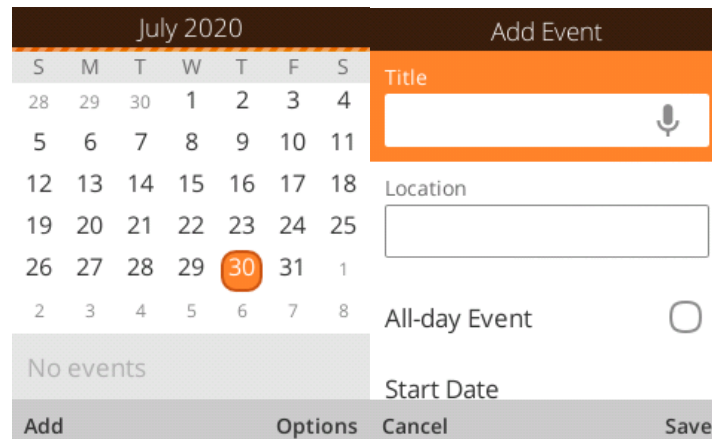 July 2020
S M T W T F S
28 29 30 1 2 3 4
5 6 7 8 9 10 11
12 13 14 15 16 17 18
19 20 21 22 23 24 25
26 27 28 29 30 31 1
2 3 4 5 6 7 8
No events
Add Options
Add Event
Title
Location
All-day Event
Start Date
Cancel Save